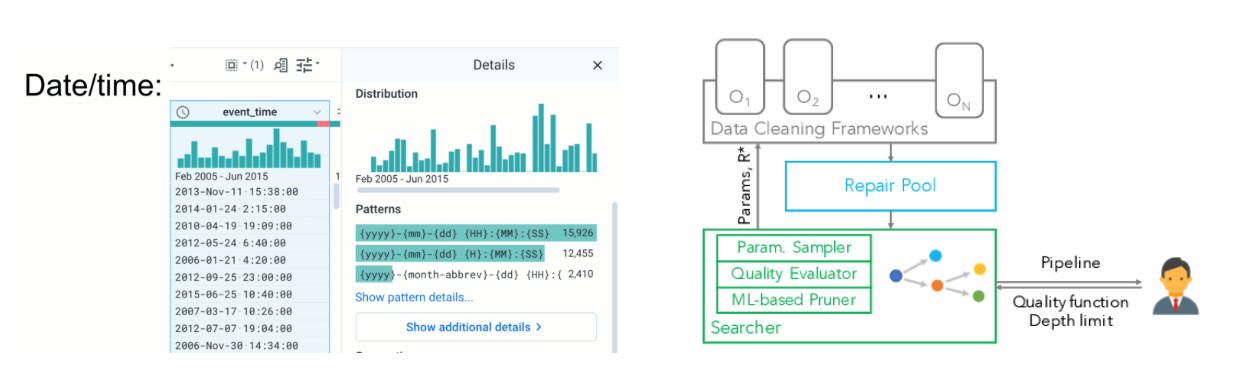 Date/time:
(1)
event_time
Feb 2005 - Jun 2015
2013-Nov-11 15:38:00
2014-01-24 2:15:00
2010-04-19 19:09:00
2012-05-24 6:40:00
2006-01-21 4:20:00
2012-09-25 23:00:00
2015-06-25 10:40:00
2007-03-17 10:26:00
2012-07-07 19:04:00
2006-Nov-30 14:34:00
1
Details
Distribution
Feb 2005 - Jun 2015
Patterns
{yyyy}-{mm}-{dd} {HH}:{MM}:{SS} 15,926
{yyyy}-{mm}-{dd} {H}:{MM}:{SS} 12,455
{yyyy}-{month-abbrev}-{dd} {HH}:{ 2,410
Show pattern details...
Show additional details >
O1
O2
...
ON
Data Cleaning Frameworks
Params, R*
Repair Pool
Param. Sampler
Quality Evaluator
ML-based Pruner
Searcher
Pipeline
Quality function
Depth limit